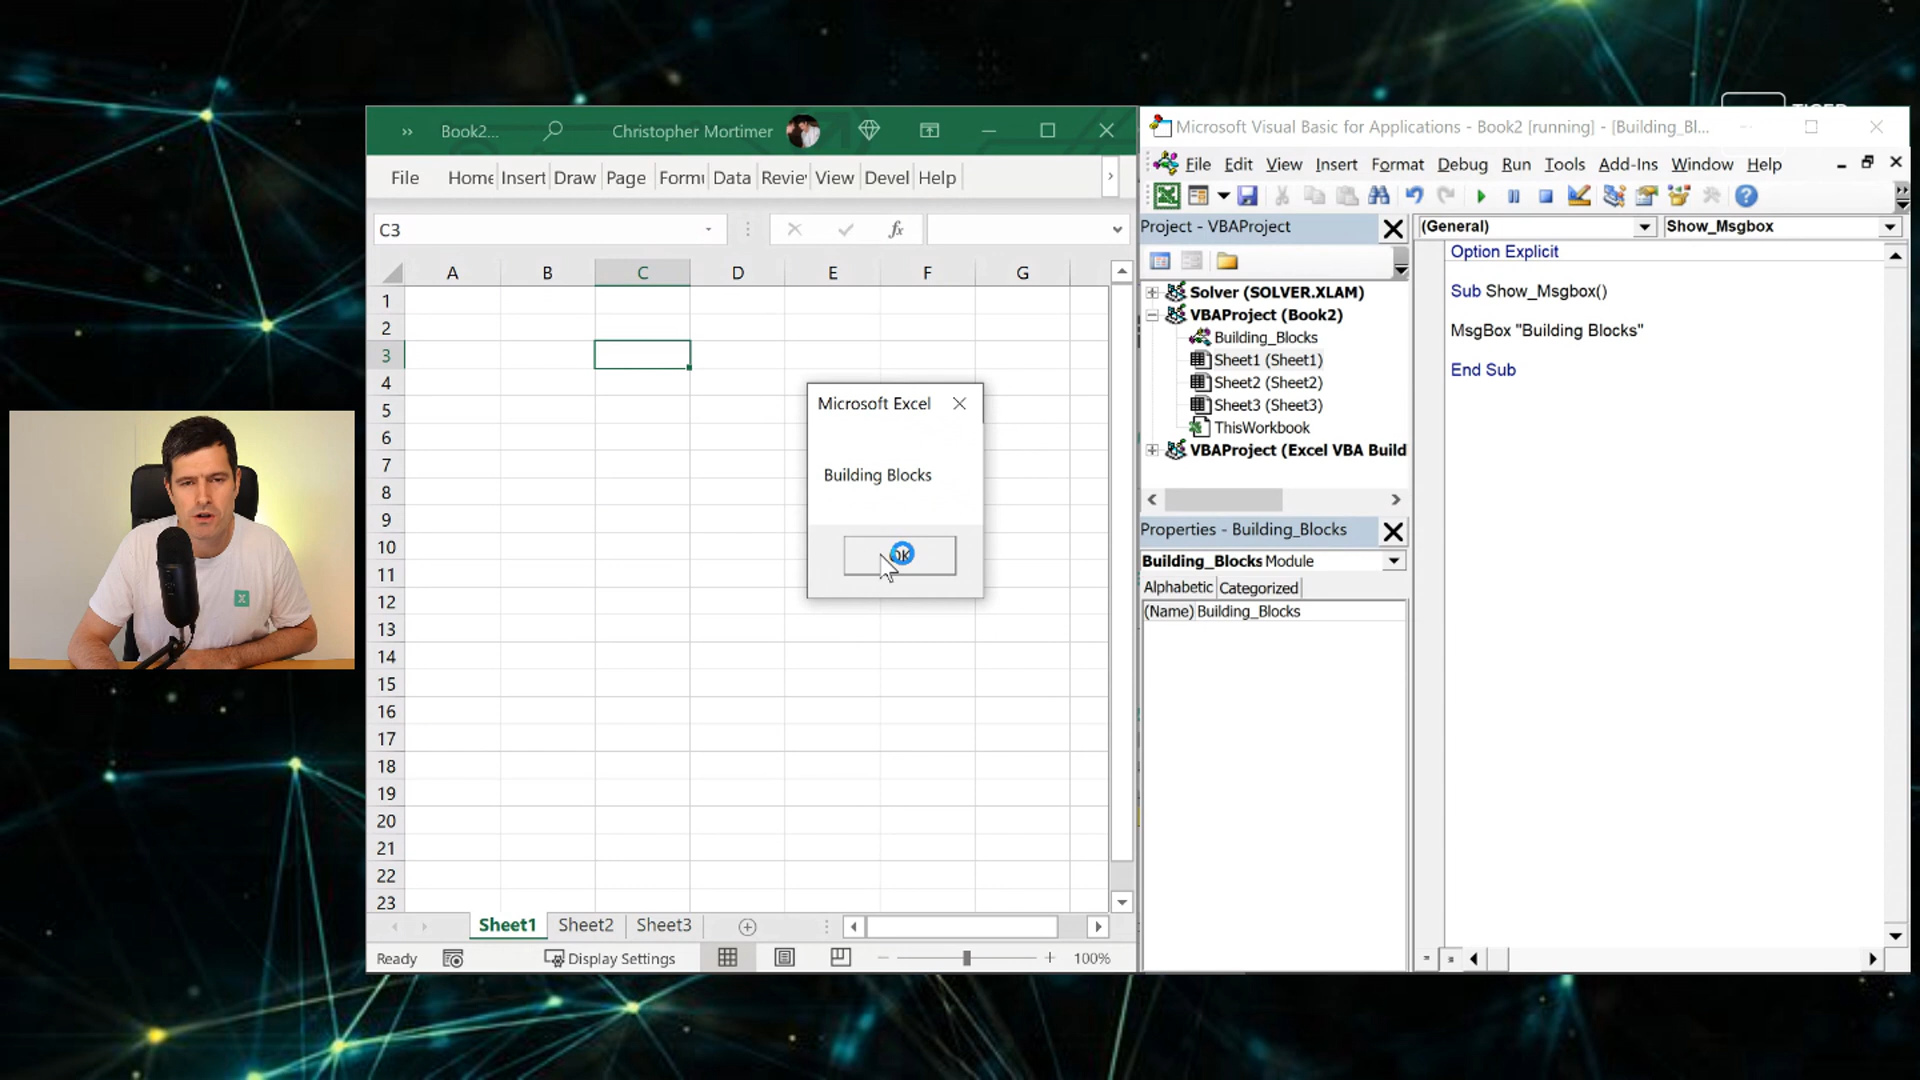 Book2...
Christopher Mortimer
File Home Insert Draw Page Formu Data Review View Devel Help
C3
fx
A B C D E F G
1
2
3
4
5
6
7
8
9
10
11
12
13
14
15
16
17
18
19
20
21
22
23
Microsoft Excel
Building Blocks
OK
Sheet1 Sheet2 Sheet3
Ready
Display Settings
100%
Microsoft Visual Basic for Applications - Book2 [running] - [Building_Bl...
File Edit View Insert Format Debug Run Tools Add-Ins Window Help
Project - VBAProject
Solver (SOLVER.XLAM)
VBAProject (Book2)
Building_Blocks
Sheet1 (Sheet1)
Sheet2 (Sheet2)
Sheet3 (Sheet3)
ThisWorkbook
VBAProject (Excel VBA Build
Properties - Building_Blocks
Building_Blocks Module
Alphabetic Categorized
(Name) Building_Blocks
(General)
Show_Msgbox
Option Explicit
Sub Show_Msgbox()
MsgBox "Building Blocks"
End Sub